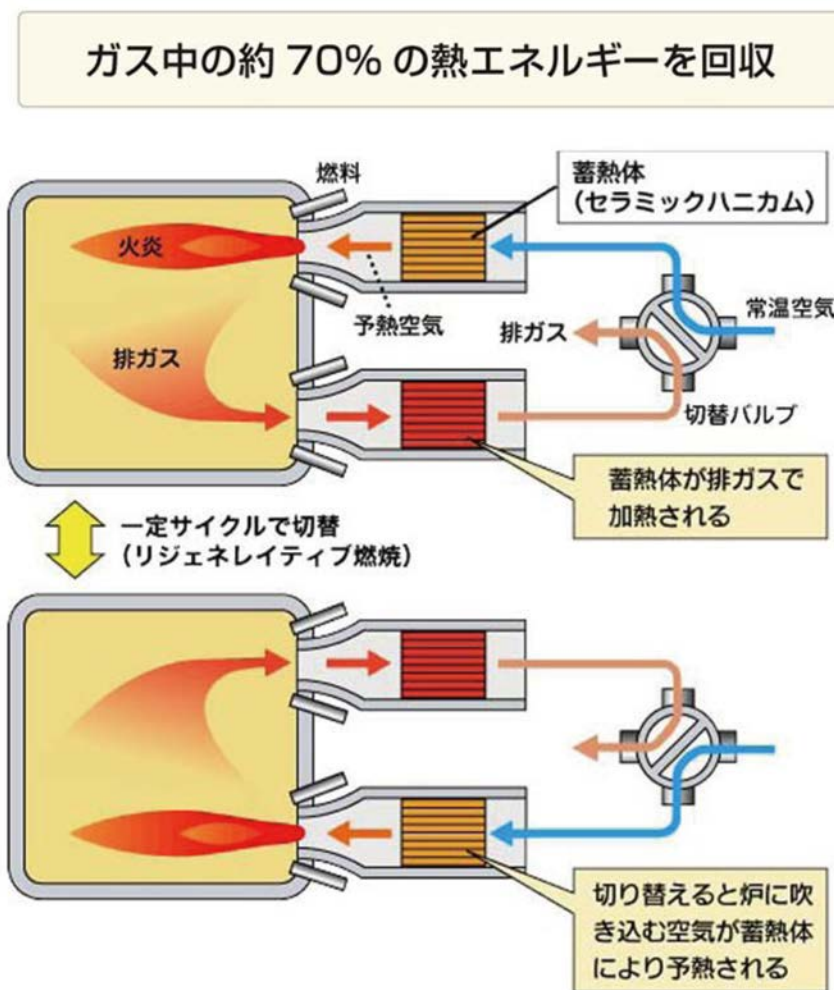 ガス中の約 70% の熱エネルギーを回収
燃料
蓄熱体
（セラミックハニカム）
火炎
予熱空気
常温空気
排ガス
排ガス
切替バルブ
蓄熱体が排ガスで
加熱される
一定サイクルで切替
（リジェネレイティブ燃焼）
切り替えると炉に吹
き込む空気が蓄熱体
により予熱される